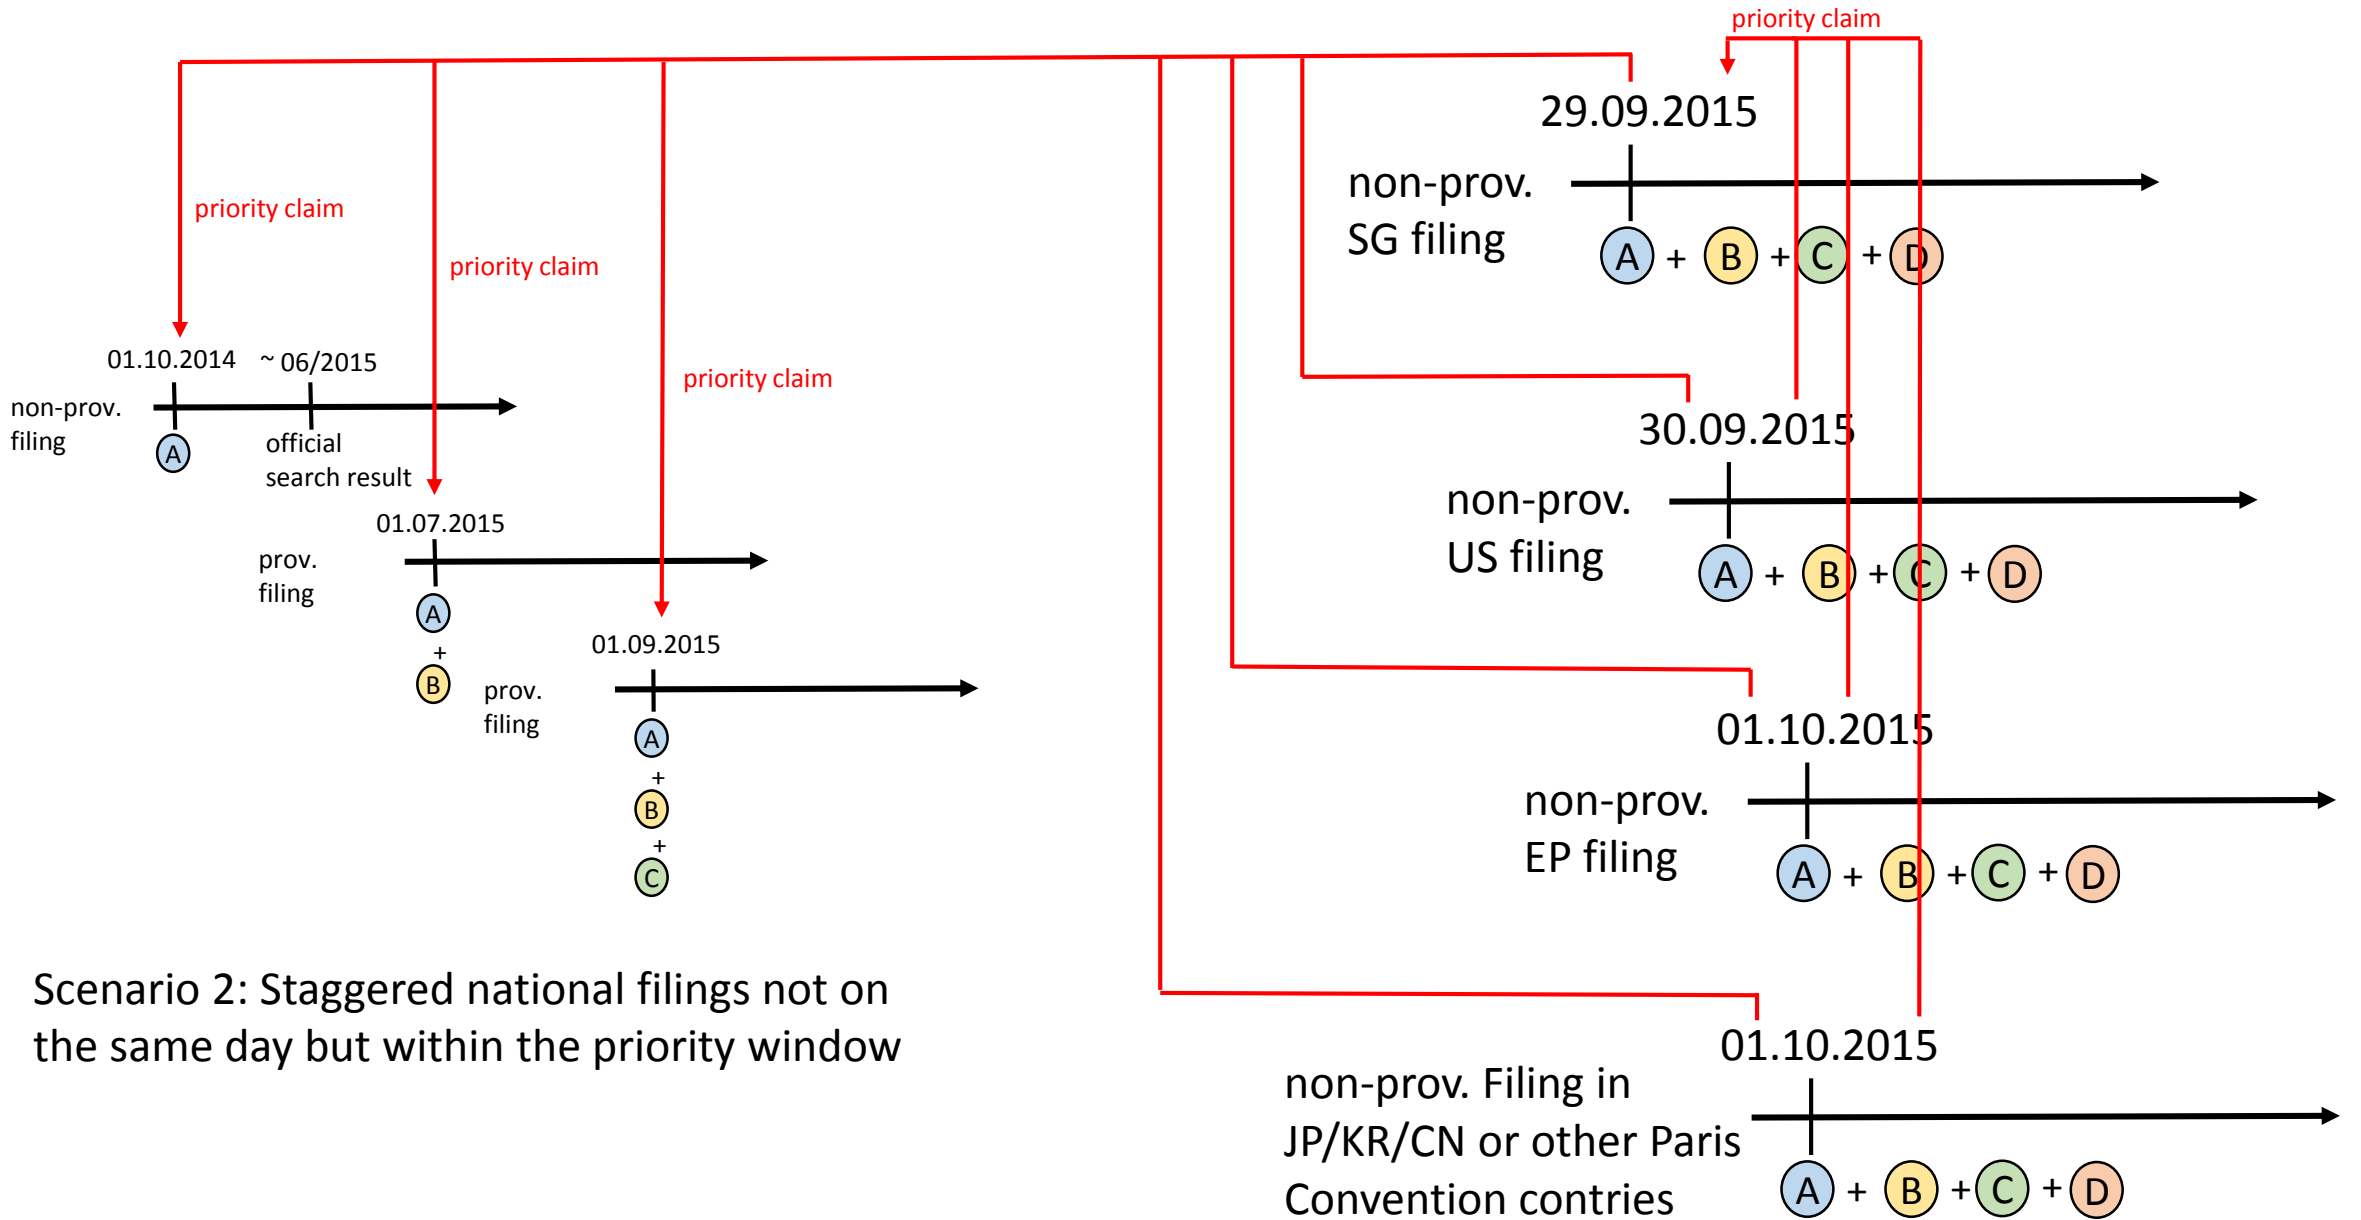 priority claim
29.09.2015
non-prov.
SG filing
A + B + C + D
priority claim
priority claim
01.10.2014 ~ 06/2015
priority claim
non-prov.
filing
A
official
search result
30.09.2015
non-prov.
US filing
A + B + C + D
01.07.2015
prov.
filing
A
+
B
01.09.2015
prov.
filing
A
+
B
+
C
01.10.2015
non-prov.
EP filing
A + B + C + D
Scenario 2: Staggered national filings not on
the same day but within the priority window
01.10.2015
non-prov. Filing in
JP/KR/CN or other Paris
Convention contries
A + B + C + D